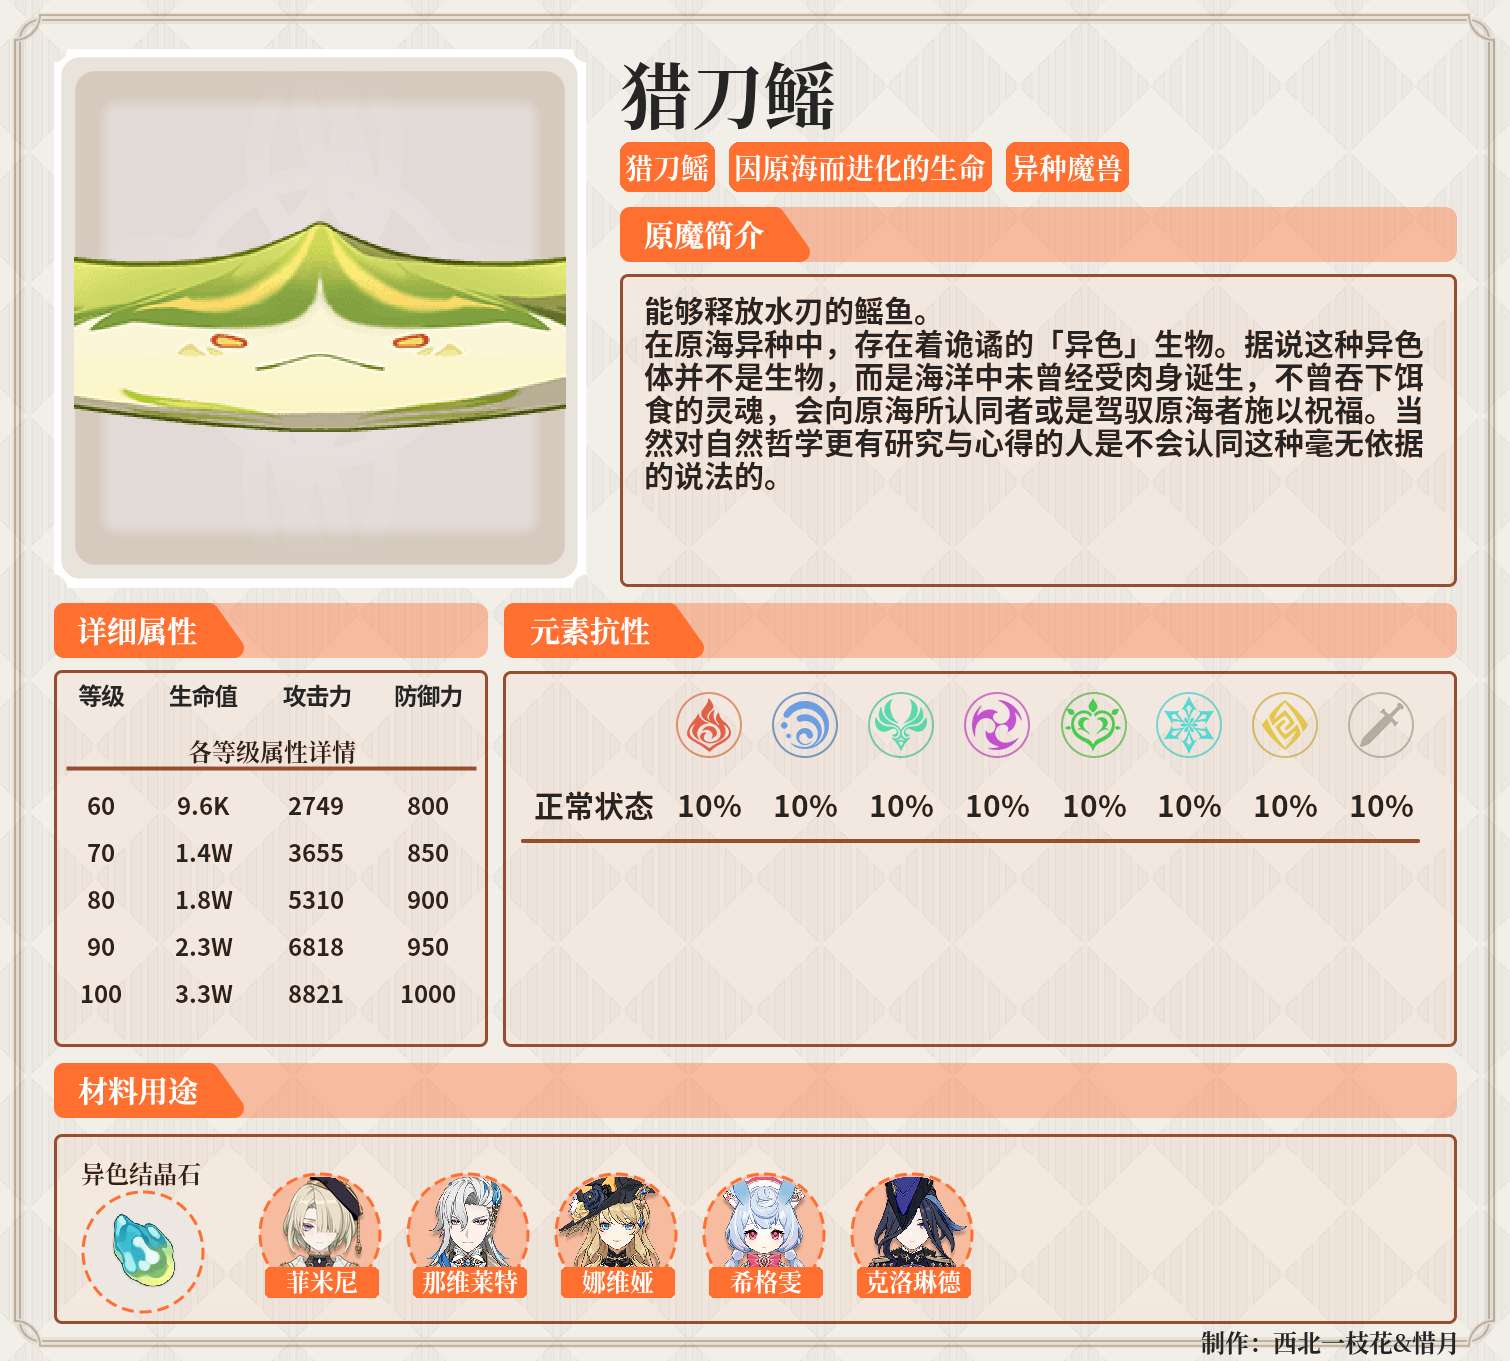 猎刀鳐
猎刀鳐 因原海而进化的生命 异种魔兽
原魔简介
能够释放水刃的鳐鱼。
在原海异种中，存在着诡谲的「异色」生物。据说这种异色
体并不是生物，而是海洋中未曾经受肉身诞生，不曾吞下饵
食的灵魂，会向原海所认同者或是驾驭原海者施以祝福。当
然对自然哲学更有研究与心得的人是不会认同这种毫无依据
的说法的。
详细属性
等级 生命值 攻击力 防御力
各等级属性详情
60 9.6K 2749 800
70 1.4W 3655 850
80 1.8W 5310 900
90 2.3W 6818 950
100 3.3W 8821 1000
元素抗性
正常状态 10% 10% 10% 10% 10% 10% 10% 10%
材料用途
异色结晶石
菲米尼 那维莱特 娜维娅 希格雯 克洛琳德
制作：西北一枝花&惜月